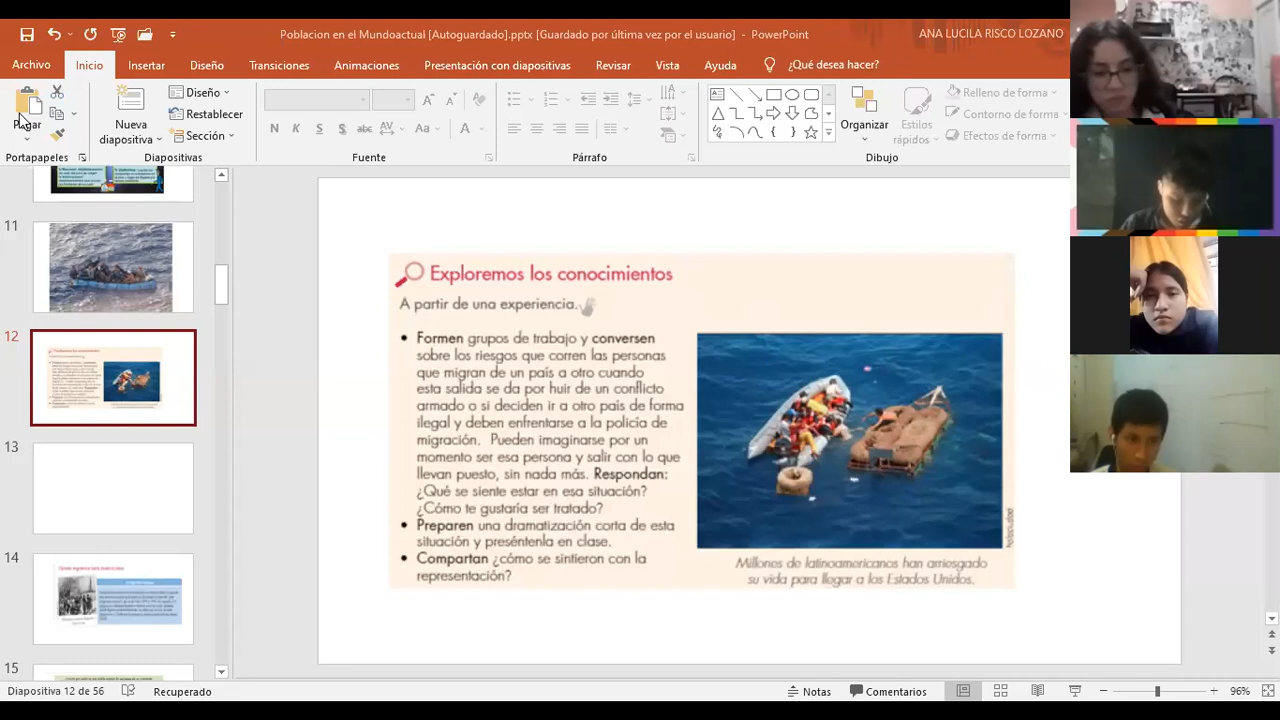 Poblacion en el Mundoactual [Autoguardado].pptx [Guardado por última vez por el usuario] - PowerPoint
ANA LUCILA RISCO LOZANO
Archivo Inicio Insertar Diseño Transiciones Animaciones Presentación con diapositivas Revisar Vista Ayuda ¿Qué desea hacer?
Pegar
Nueva diapositiva
Diseño
Restablecer
Sección
N K S S abc AV Aa A
Organizar
Estilos rápidos
Relleno de forma
Contorno de forma
Efectos de forma
Portapapeles Diapositivas Fuente Párrafo Dibujo
11
12
13
14
15
Exploremos los conocimientos
A partir de una experiencia.
• Formen grupos de trabajo y conversen
sobre los riesgos que corren las personas
que migran de un país a otro cuando
esta salida se da por huir de un conflicto
armado o si deciden ir a otro país de forma
ilegal y deben enfrentarse a la policía de
migración. Pueden imaginarse por un
momento ser esa persona y salir con lo que
llevan puesto, sin nada más. Respondan:
¿Qué se siente estar en esa situación?
¿Cómo te gustaría ser tratado?
• Preparen una dramatización corta de esta
situación y preséntenla en clase.
• Compartan ¿cómo se sintieron con la
representación?
Millones de latinoamericanos han arriesgado
su vida para llegar a los Estados Unidos.
Diapositiva 12 de 56
Recuperado
Notas
Comentarios
96%